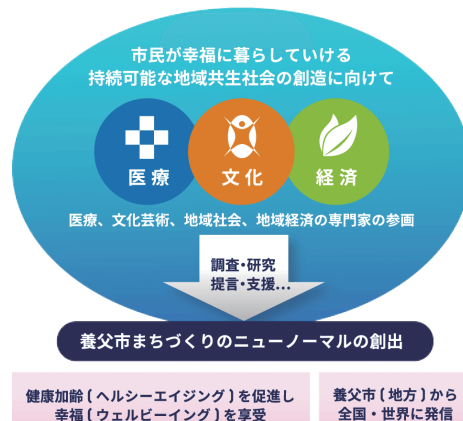 市民が幸福に暮らしていける
持続可能な地域共生社会の創造に向けて
医療 文化 経済
医療、文化芸術、地域社会、地域経済の専門家の参画
調査・研究
提言・支援…
養父市まちづくりのニューノーマルの創出
健康加齢(ヘルシーエイジング)を促進し
幸福(ウェルビーイング)を享受
養父市(地方)から
全国・世界に発信